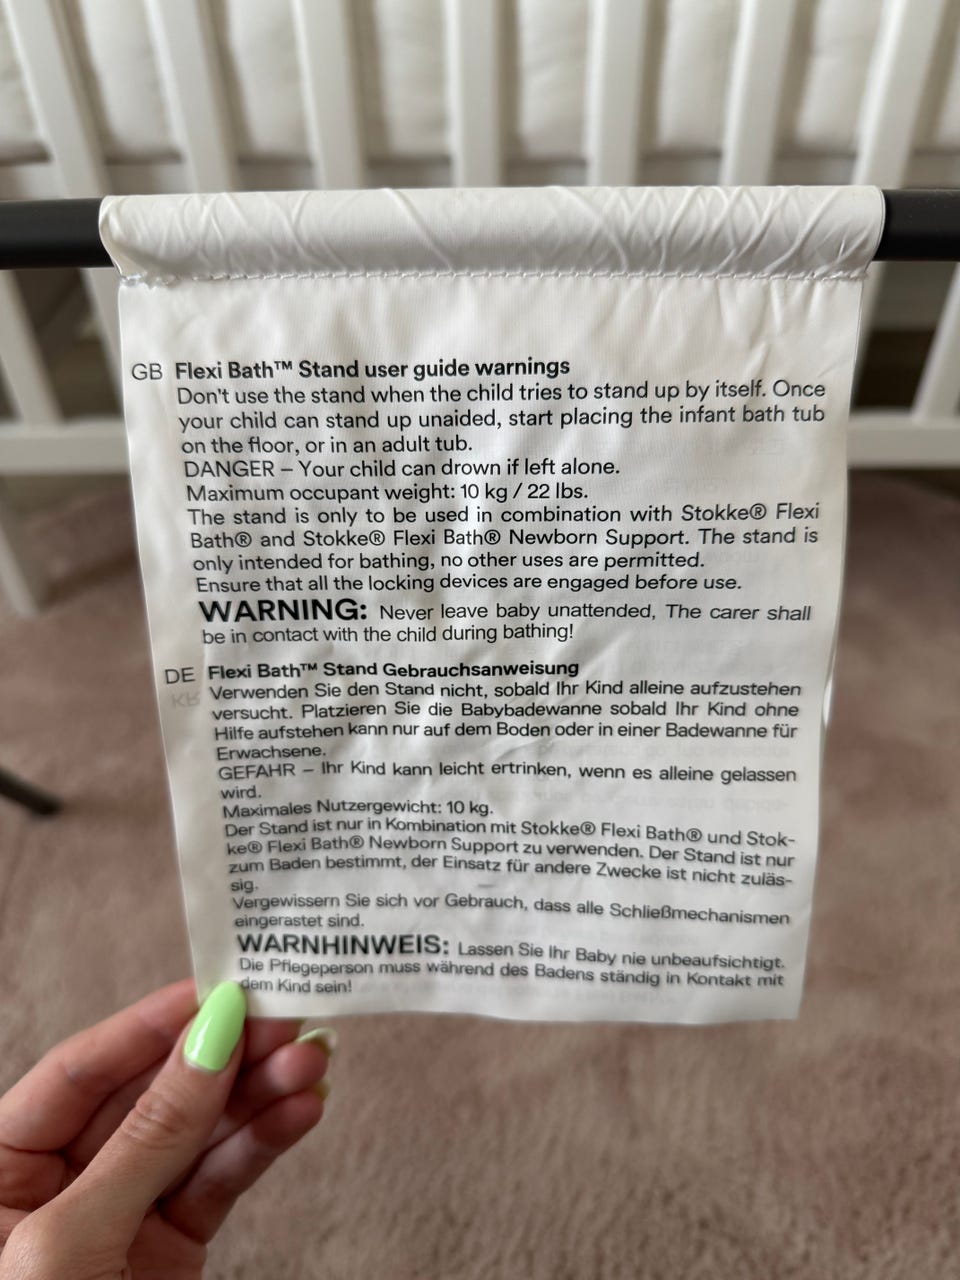 GB Flexi Bath™ Stand user guide warnings
Don't use the stand when the child tries to stand up by itself. Once
your child can stand up unaided, start placing the infant bath tub
on the floor, or in an adult tub.
DANGER – Your child can drown if left alone.
Maximum occupant weight: 10 kg / 22 lbs.
The stand is only to be used in combination with Stokke® Flexi
Bath® and Stokke® Flexi Bath® Newborn Support. The stand is
only intended for bathing, no other uses are permitted.
Ensure that all the locking devices are engaged before use.
WARNING: Never leave baby unattended, The carer shall
be in contact with the child during bathing!
DE Flexi Bath™ Stand Gebrauchsanweisung
Verwenden Sie den Stand nicht, sobald Ihr Kind alleine aufzustehen
versucht. Platzieren Sie die Babybadewanne sobald Ihr Kind ohne
Hilfe aufstehen kann nur auf dem Boden oder in einer Badewanne für
Erwachsene.
GEFAHR – Ihr Kind kann leicht ertrinken, wenn es alleine gelassen
wird.
Maximales Nutzergewicht: 10 kg.
Der Stand ist nur in Kombination mit Stokke® Flexi Bath® und Stok-
ke® Flexi Bath® Newborn Support zu verwenden. Der Stand ist nur
zum Baden bestimmt, der Einsatz für andere Zwecke ist nicht zuläs-
sig.
Vergewissern Sie sich vor Gebrauch, dass alle Schließmechanismen
eingerastet sind.
WARNHINWEIS: Lassen Sie Ihr Baby nie unbeaufsichtigt.
Die Pflegeperson muss während des Badens ständig in Kontakt mit
dem Kind sein!